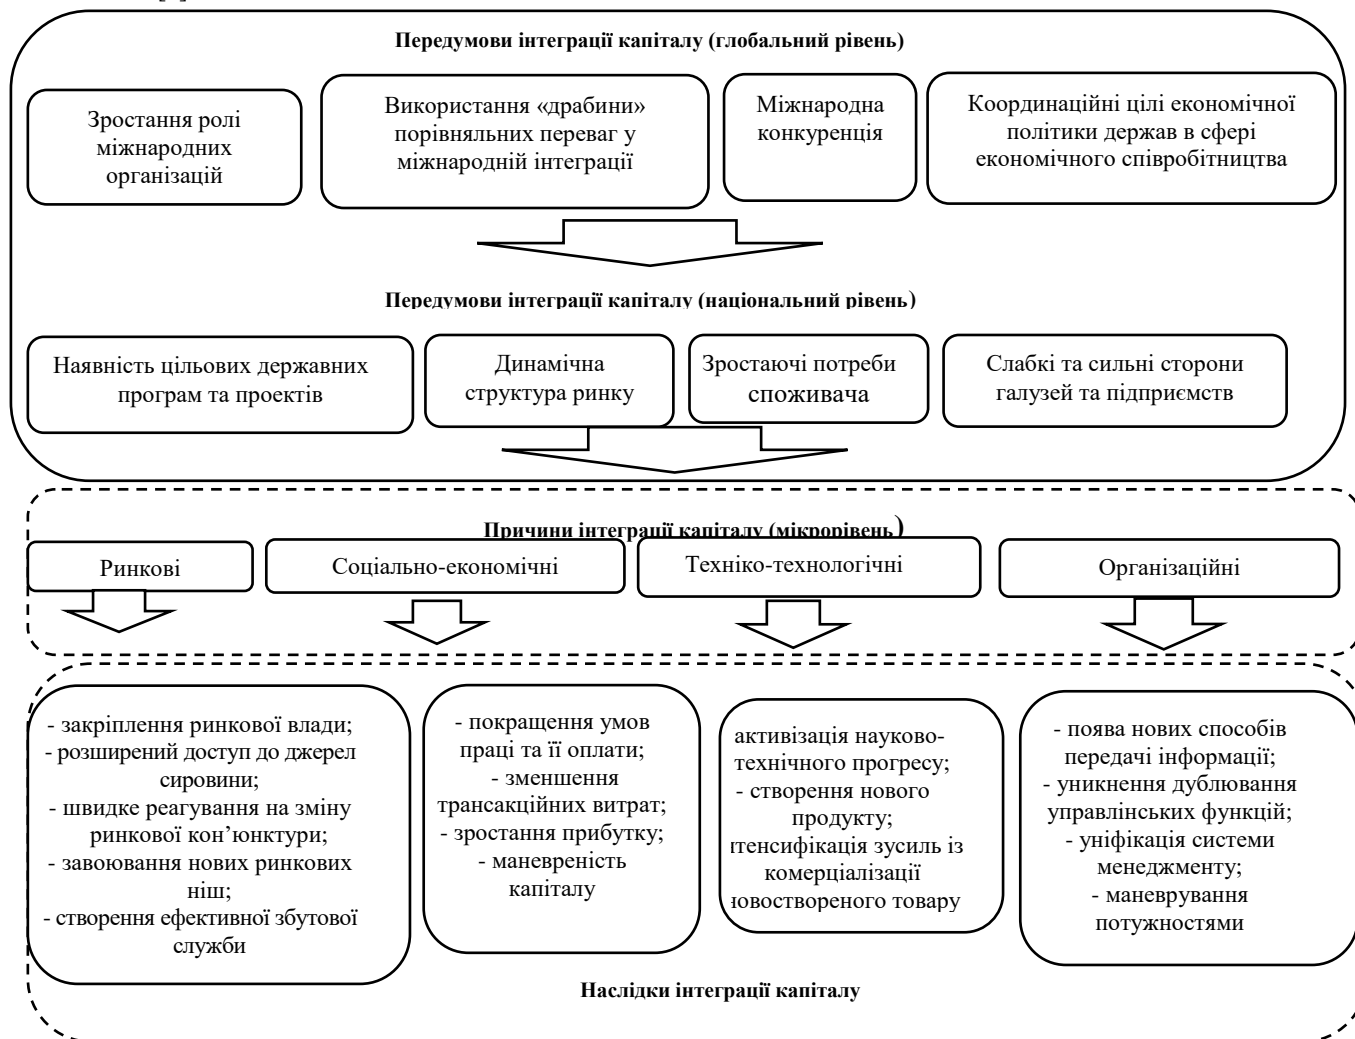 Передумови інтеграції капіталу (глобальний рівень)
Зростання ролі
міжнародних
організацій
Використання «драбини»
порівняльних переваг у
міжнародній інтеграції
Міжнародна
конкуренція
Координаційні цілі економічної
політики держав в сфері
економічного співробітництва
Передумови інтеграції капіталу (національний рівень)
Наявність цільових державних
програм та проектів
Динамічна
структура ринку
Зростаючі потреби
споживача
Слабкі та сильні сторони
галузей та підприємств
Причини інтеграції капіталу (мікрорівень)
Ринкові
Соціально-економічні
Техніко-технологічні
Організаційні
- закріплення ринкової влади;
- розширений доступ до джерел
сировини;
- швидке реагування на зміну
ринкової кон’юнктури;
- завоювання нових ринкових
ніш;
- створення ефективної збутової
служби
- покращення умов
праці та її оплати;
- зменшення
трансакційних витрат;
- зростання прибутку;
- маневреність
капіталу
активізація науково-
технічного прогресу;
- створення нового
продукту;
тенсифікація зусиль із
комерціалізації
овоствореного товару
- поява нових способів
передачі інформації;
- уникнення дублювання
управлінських функцій;
- уніфікація системи
менеджменту;
- маневрування
потужностями
Наслідки інтеграції капіталу